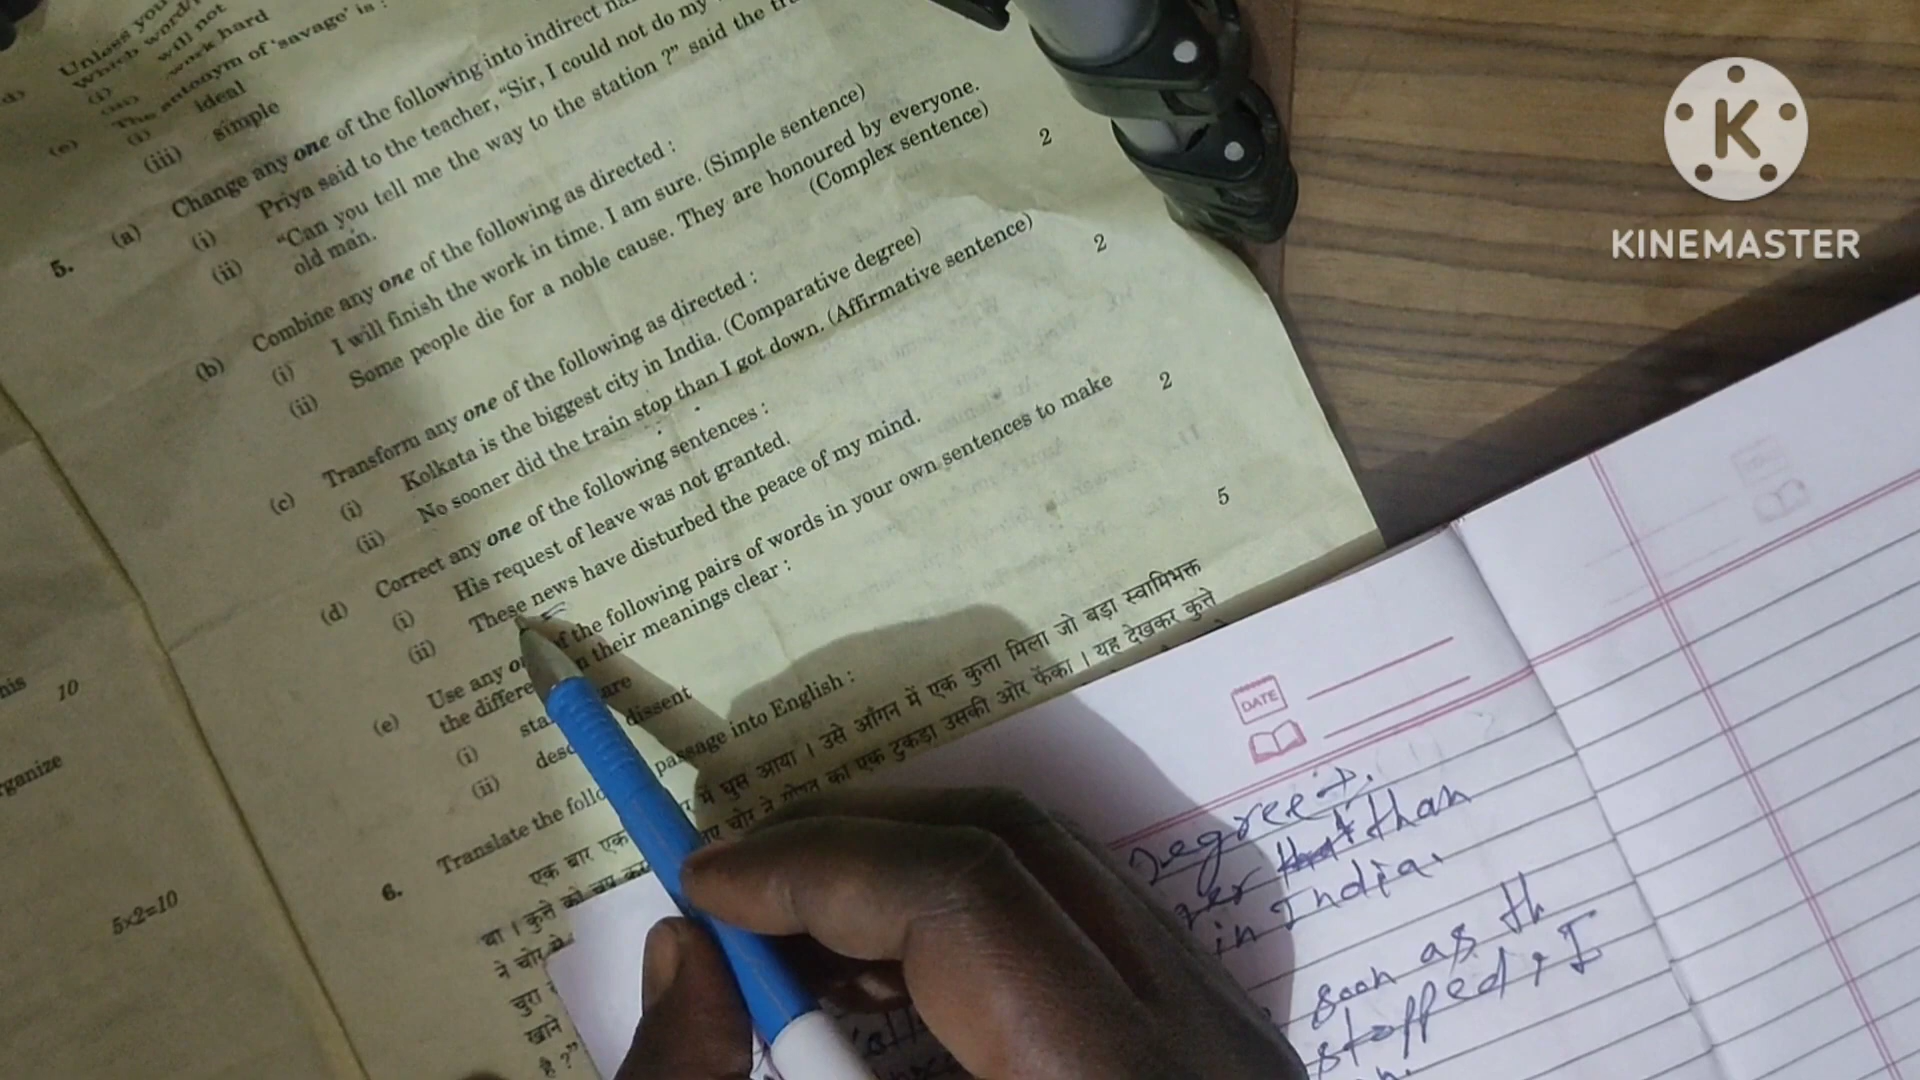 Unless you
Which word/
(i) will not
(iii) work hard
(e) The antonym of 'savage' is :
(i) ideal
(iii) simple
5. (a) Change any one of the following into indirect
(i) Priya said to the teacher, "Sir, I could not do my
(ii) "Can you tell me the way to the station ?" said the
old man.
(b) Combine any one of the following as directed :
(i) I will finish the work in time. I am sure. (Simple sentence)
(ii) Some people die for a noble cause. They are honoured by everyone.
(Complex sentence) 2
(c) Transform any one of the following as directed :
(i) Kolkata is the biggest city in India. (Comparative degree)
(ii) No sooner did the train stop than I got down. (Affirmative sentence) 2
(d) Correct any one of the following sentences :
(i) His request of leave was not granted.
(ii) These news have disturbed the peace of my mind. 2
(e) Use any of the following pairs of words in your own sentences to make
the their meanings clear :
(i)
(ii) dissent
5
6. Translate the passage into English :
एक बार एक में घुस आया । उसे आँगन में एक कुत्ता मिला जो बड़ा स्वामिभक्त
था । कुत्ते को चुप चोर ने गोश्त का एक टुकड़ा उसकी ओर फेंका । यह देखकर कुत्ते
ने चोर से
चुरा
खाने
है ?"
10
rganize
5×2=10
DATE
Degree
than
in India.
soon as th
stopped, I
K
KINEMASTER